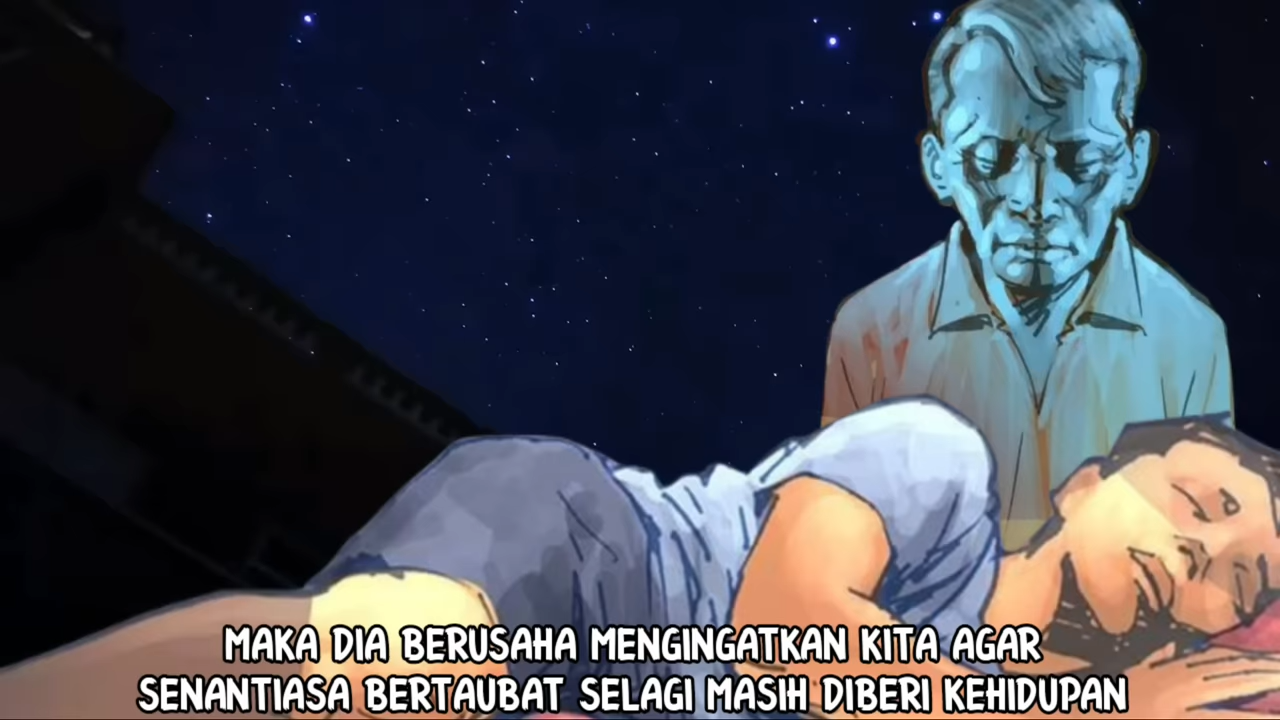 MAKA DIA BERUSAHA MENGINGATKAN KITA AGAR
SENANTIASA BERTAUBAT SELAGI MASIH DIBERI KEHIDUPAN